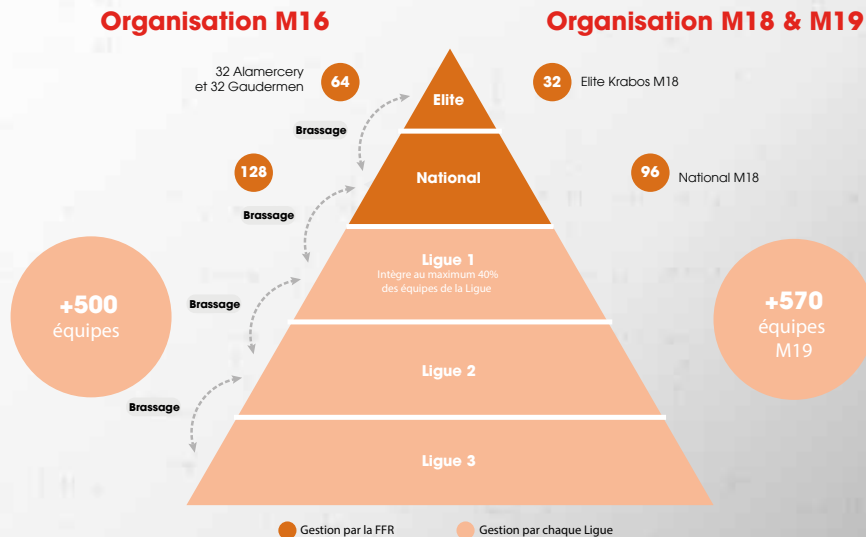 Organisation M16
Organisation M18 & M19
32 Alamercery
et 32 Gaudermen
64
Elite
32
Elite Krabos M18
Brassage
128
National
96
National M18
Brassage
Ligue 1
Intègre au maximum 40%
des équipes de la Ligue
+500
équipes
Brassage
+570
équipes
M19
Ligue 2
Brassage
Ligue 3
Gestion par la FFR
Gestion par chaque Ligue